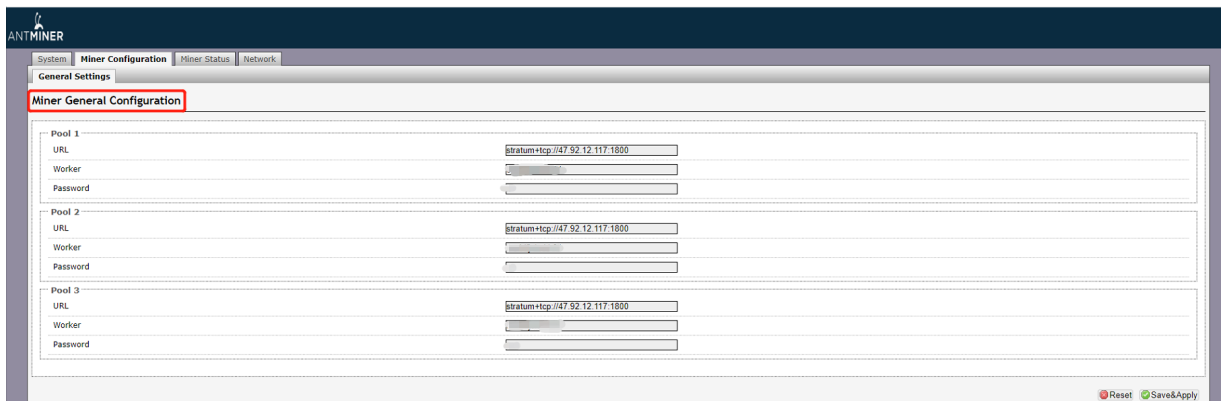 ANTMINER
System Miner Configuration Miner Status Network
General Settings
Miner General Configuration
Pool 1
URL stratum+tcp://47.92.12.117:1800
Worker
Password
Pool 2
URL stratum+tcp://47.92.12.117:1800
Worker
Password
Pool 3
URL stratum+tcp://47.92.12.117:1800
Worker
Password
Reset Save&Apply